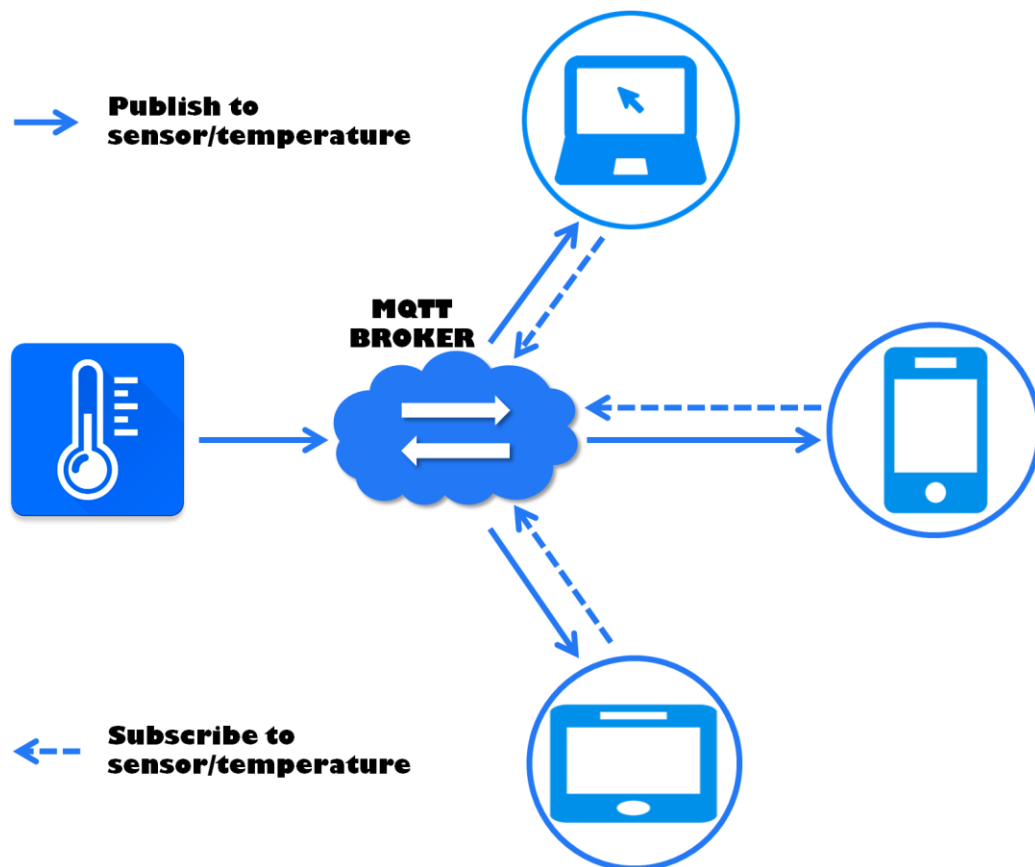 Publish to
sensor/temperature
MQTT
BROKER
Subscribe to
sensor/temperature